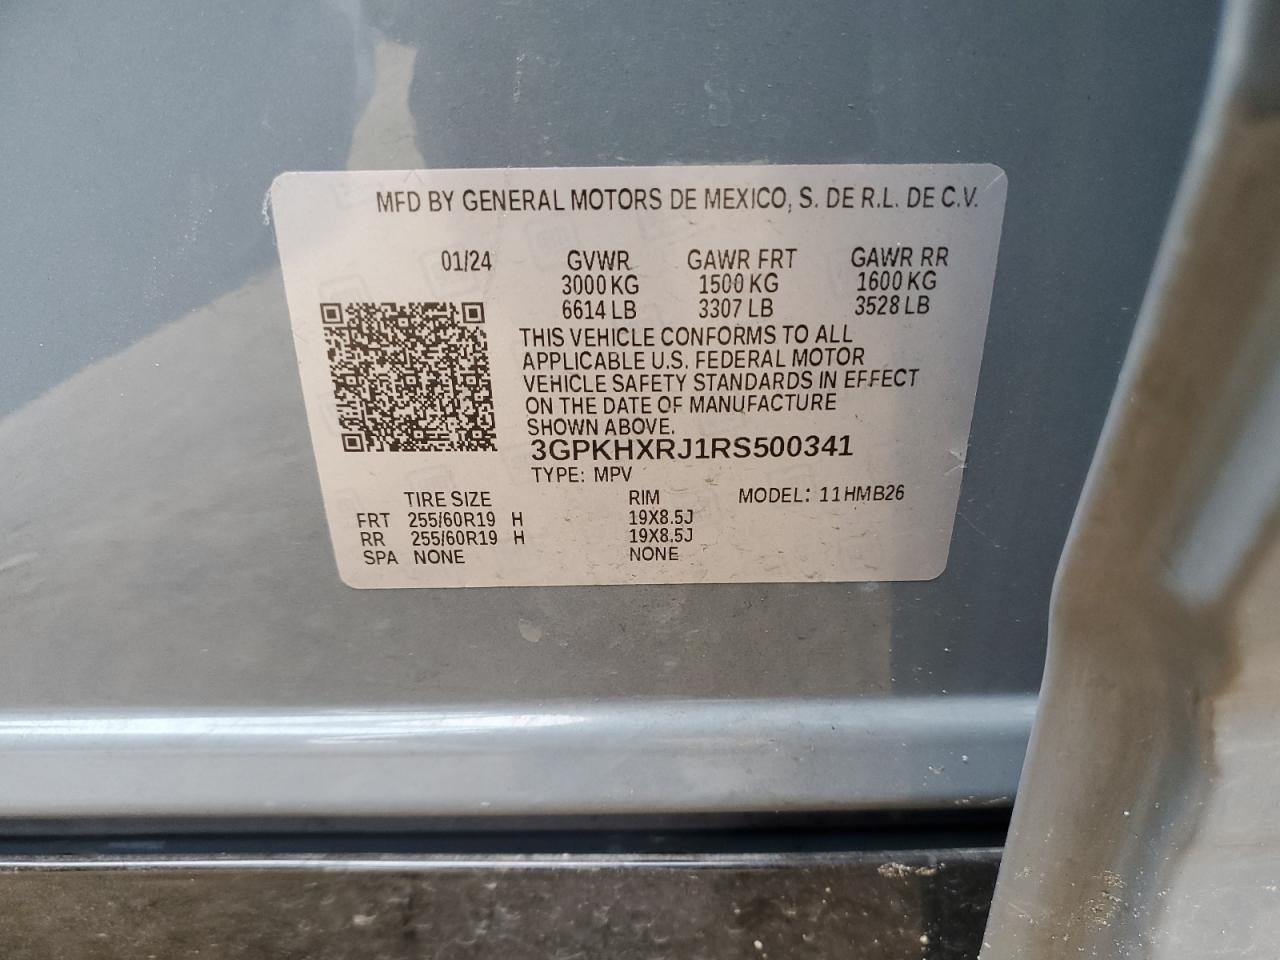 MFD BY GENERAL MOTORS DE MEXICO, S. DE R.L. DE C.V.
01/24 GVWR GAWR FRT GAWR RR
3000 KG 1500 KG 1600 KG
6614 LB 3307 LB 3528 LB
THIS VEHICLE CONFORMS TO ALL
APPLICABLE U.S. FEDERAL MOTOR
VEHICLE SAFETY STANDARDS IN EFFECT
ON THE DATE OF MANUFACTURE
SHOWN ABOVE.
3GPKHXRJ1RS500341
TYPE: MPV
TIRE SIZE RIM MODEL: 11HMB26
FRT 255/60R19 H 19X8.5J
RR 255/60R19 H 19X8.5J
SPA NONE NONE